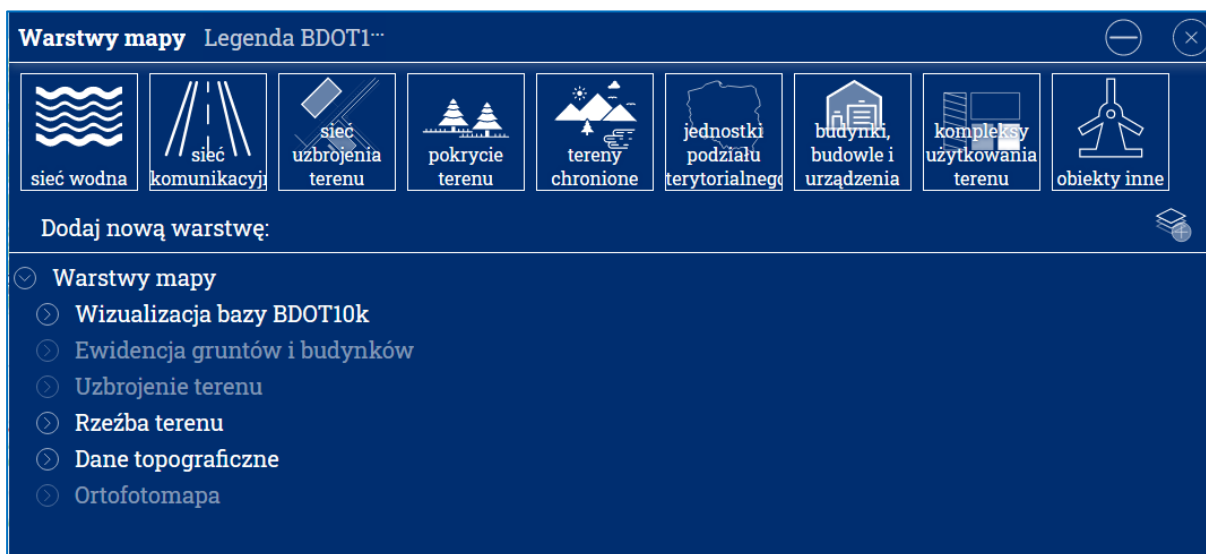 Warstwy mapy Legenda BDOT1...
sieć wodna
sieć
komunikacyj
sieć
uzbrojenia
terenu
pokrycie
terenu
tereny
chronione
jednostki
podziału
terytorialneg
budynki,
budowle i
urządzenia
kompleksy
użytkowania
terenu
obiekty inne
Dodaj nową warstwę:
Warstwy mapy
Wizualizacja bazy BDOT10k
Ewidencja gruntów i budynków
Uzbrojenie terenu
Rzeźba terenu
Dane topograficzne
Ortofotomapa